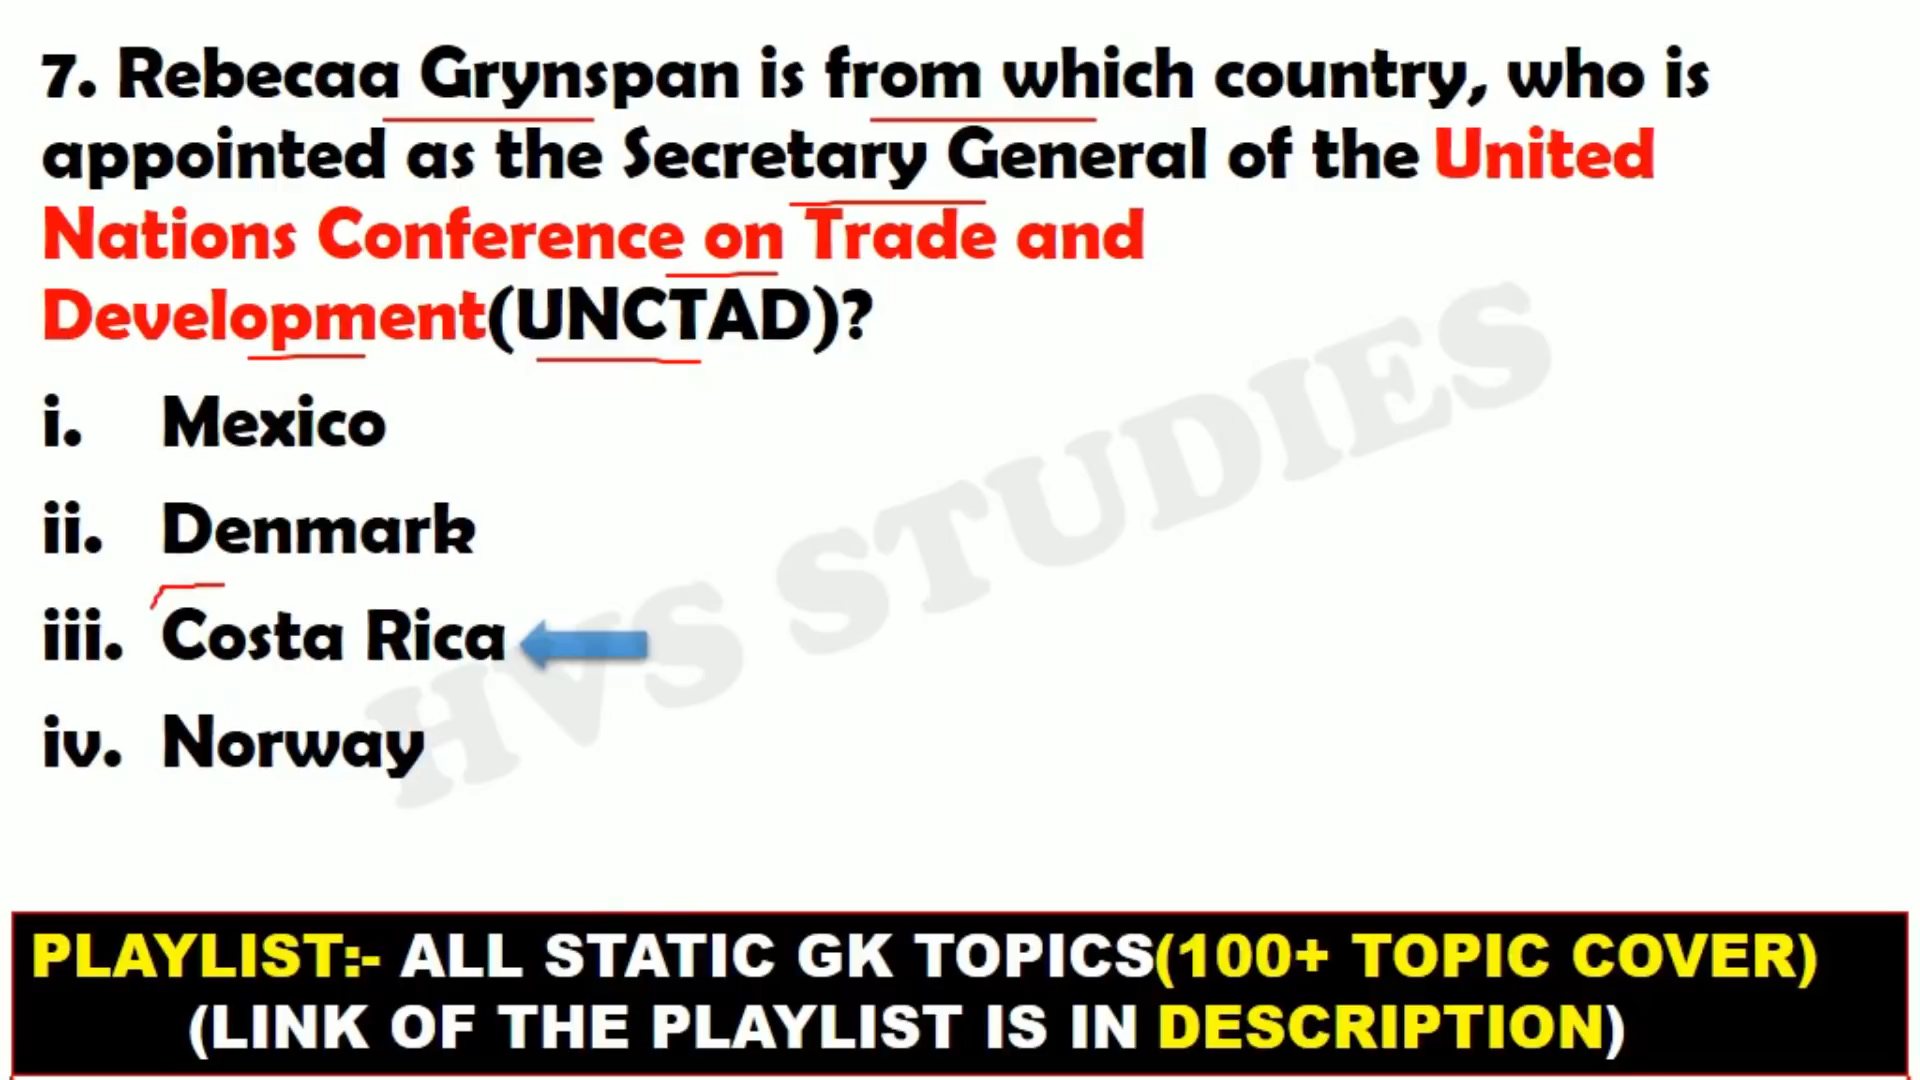 7. Rebecaa Grynspan is from which country, who is
appointed as the Secretary General of the United
Nations Conference on Trade and
Development(UNCTAD)?
i. Mexico
ii. Denmark
iii. Costa Rica
iv. Norway
HVS STUDIES
PLAYLIST:- ALL STATIC GK TOPICS(100+ TOPIC COVER)
(LINK OF THE PLAYLIST IS IN DESCRIPTION)